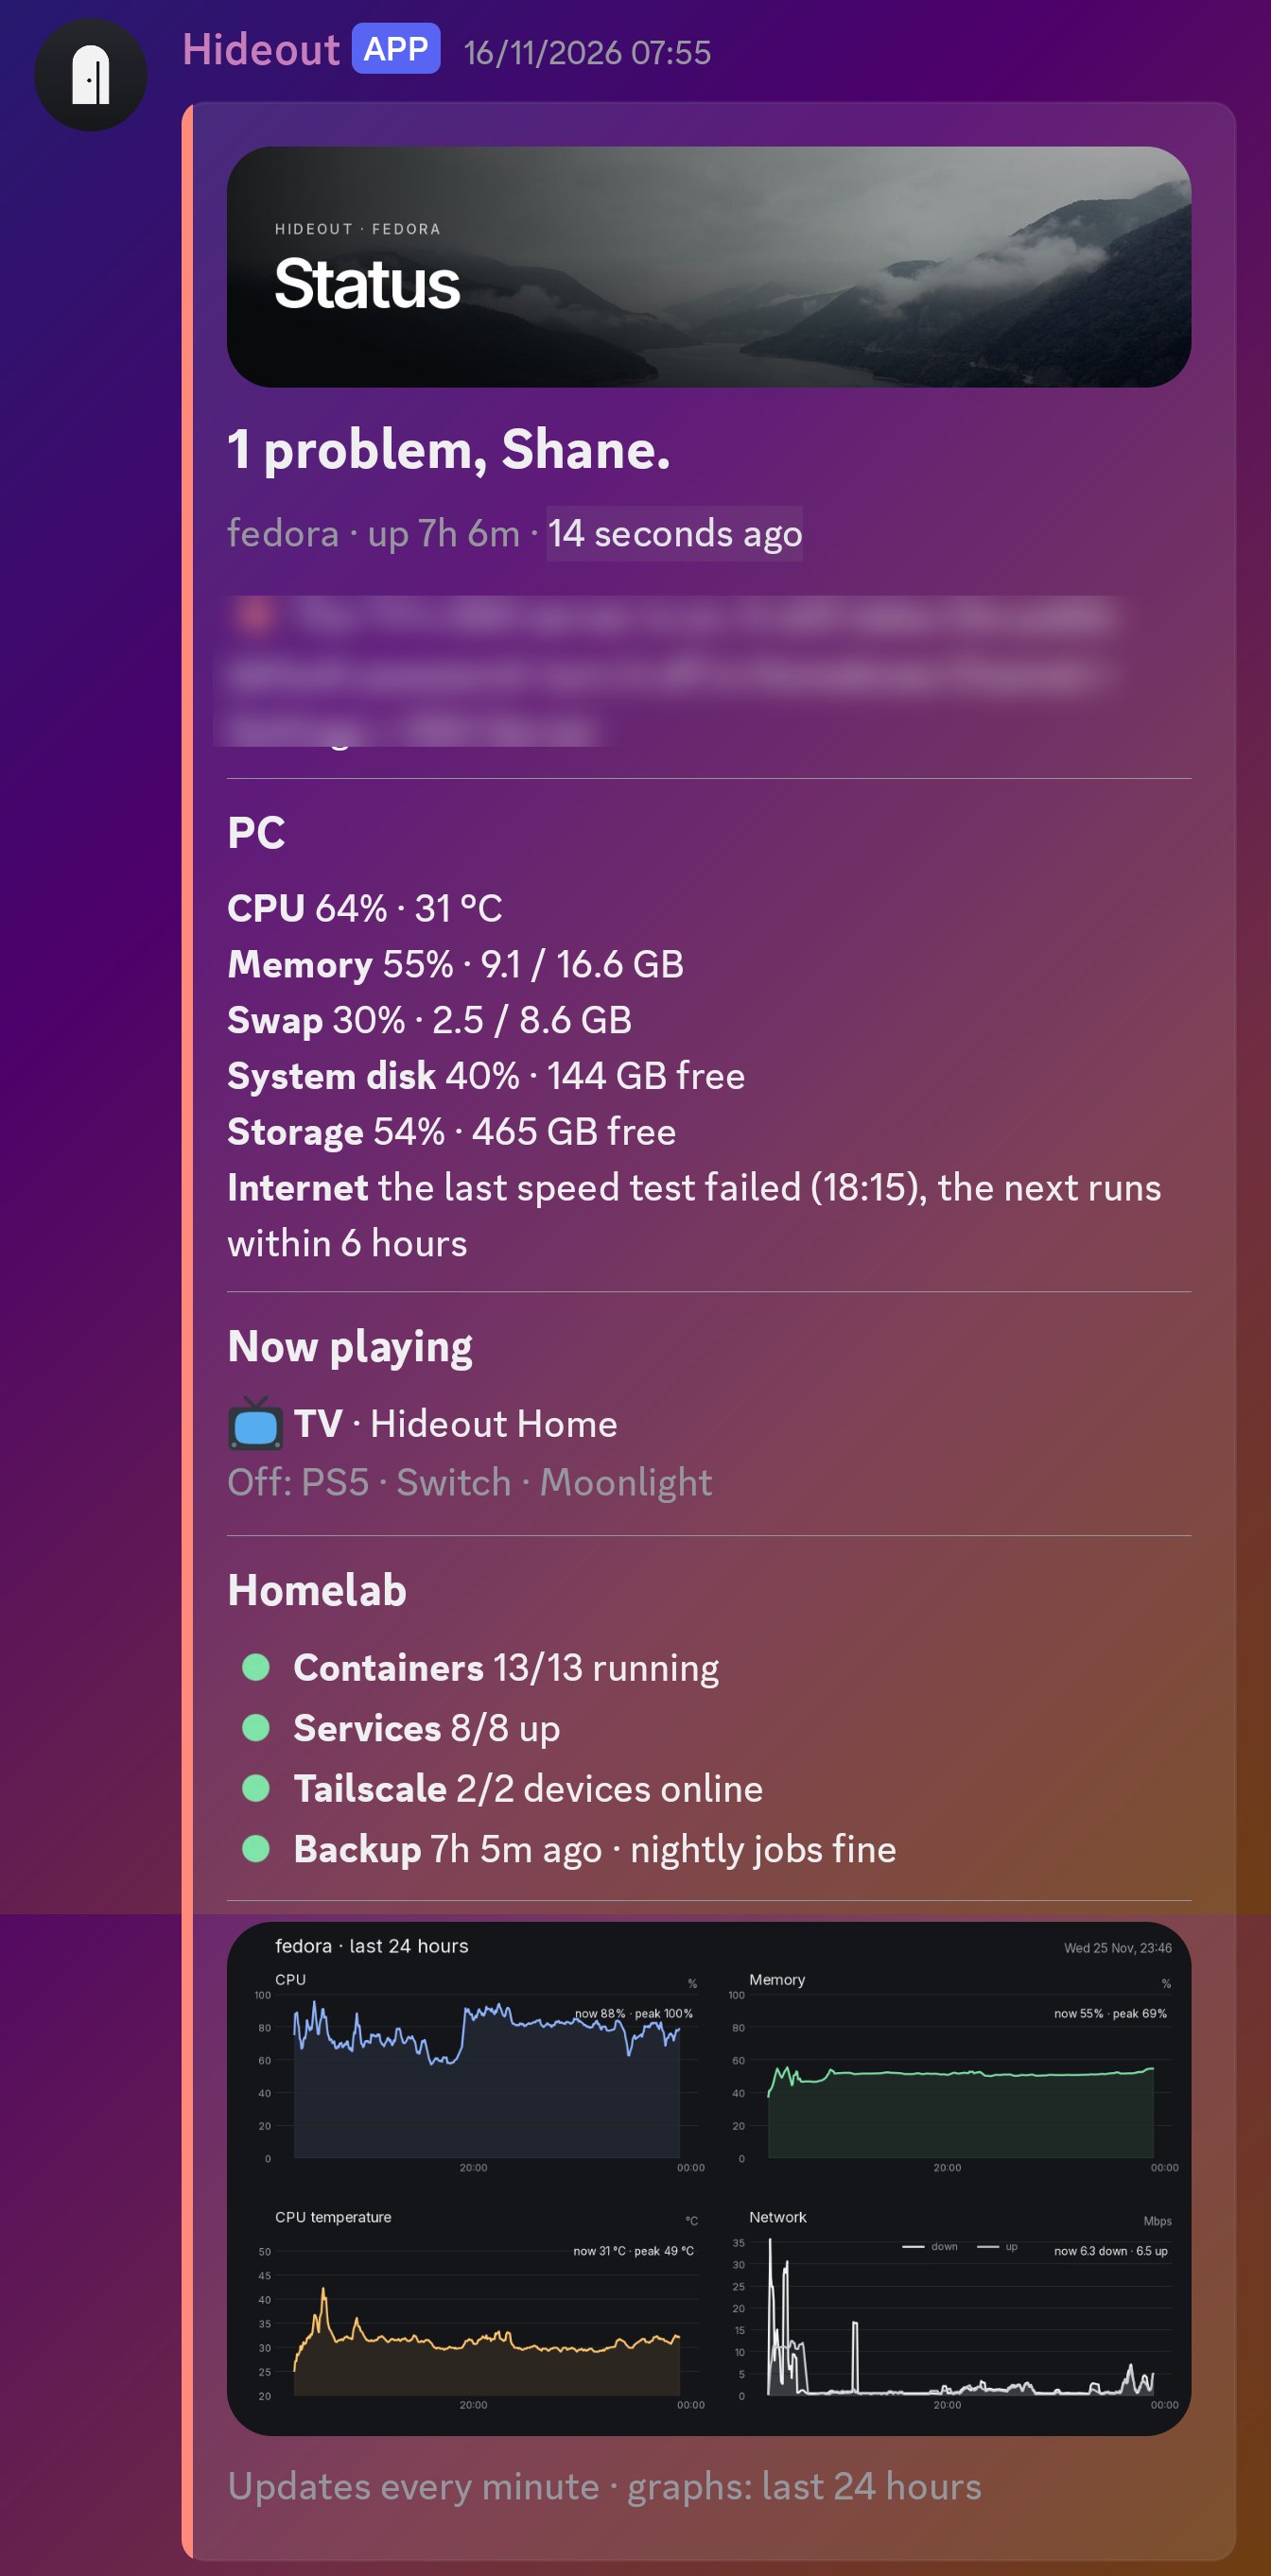 Hideout APP 16/11/2026 07:55
HIDEOUT · FEDORA
Status
1 problem, Shane.
fedora · up 7h 6m · 14 seconds ago
PC
CPU 64% · 31 °C
Memory 55% · 9.1 / 16.6 GB
Swap 30% · 2.5 / 8.6 GB
System disk 40% · 144 GB free
Storage 54% · 465 GB free
Internet the last speed test failed (18:15), the next runs
within 6 hours
Now playing
TV · Hideout Home
Off: PS5 · Switch · Moonlight
Homelab
Containers 13/13 running
Services 8/8 up
Tailscale 2/2 devices online
Backup 7h 5m ago · nightly jobs fine
fedora · last 24 hours
Wed 25 Nov, 23:46
CPU
%
now 88% · peak 100%
100
80
60
40
20
0
20:00
00:00
Memory
%
now 55% · peak 69%
100
80
60
40
20
0
20:00
00:00
CPU temperature
°C
now 31 °C · peak 49 °C
50
45
40
35
30
25
20
20:00
00:00
Network
Mbps
down
up
now 6.3 down · 6.5 up
35
30
25
20
15
10
5
0
20:00
00:00
Updates every minute · graphs: last 24 hours